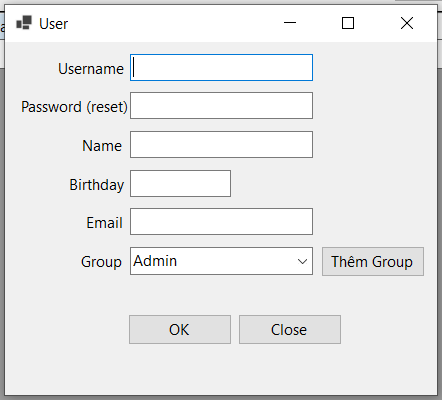 User
Username
Password (reset)
Name
Birthday
Email
Group Admin Thêm Group
OK Close